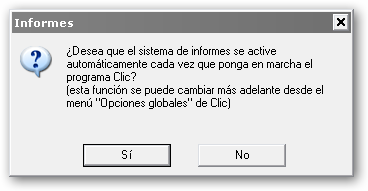 Informes
¿Desea que el sistema de informes se active
automáticamente cada vez que ponga en marcha el
programa Clic?
(esta función se puede cambiar más adelante desde el
menú "Opciones globales" de Clic)
Sí
No